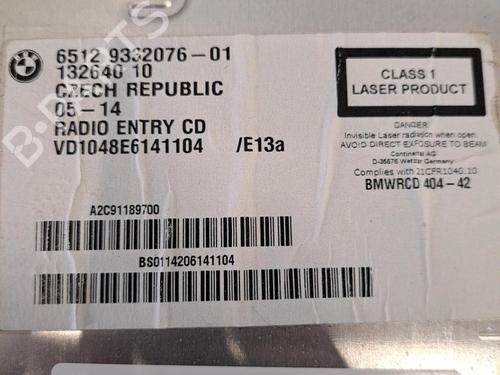 BMW
6512 9332076-01
132640 10
CZECH REPUBLIC
05-14
RADIO ENTRY CD
VD1048E6141104 /E13a
A2C91189700
BS0114206141104
CLASS 1
LASER PRODUCT
DANGER
Invisible Laser radiation when open.
AVOID DIRECT EXPOSURE TO BEAM
Continental AG
D-35576 Wetzlar Germany
Complies with 21CFR1040.10
BMWRCD 404-42
B-PARTS